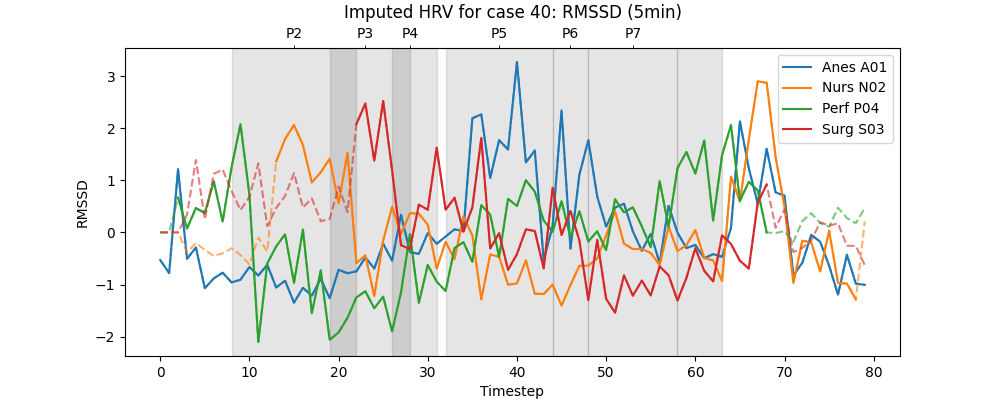 Imputed HRV for case 40: RMSSD (5min)
P2 P3 P4 P5 P6 P7
Anes A01
Nurs N02
Perf P04
Surg S03
RMSSD
3
2
1
0
−1
−2
0 10 20 30 40 50 60 70 80
Timestep